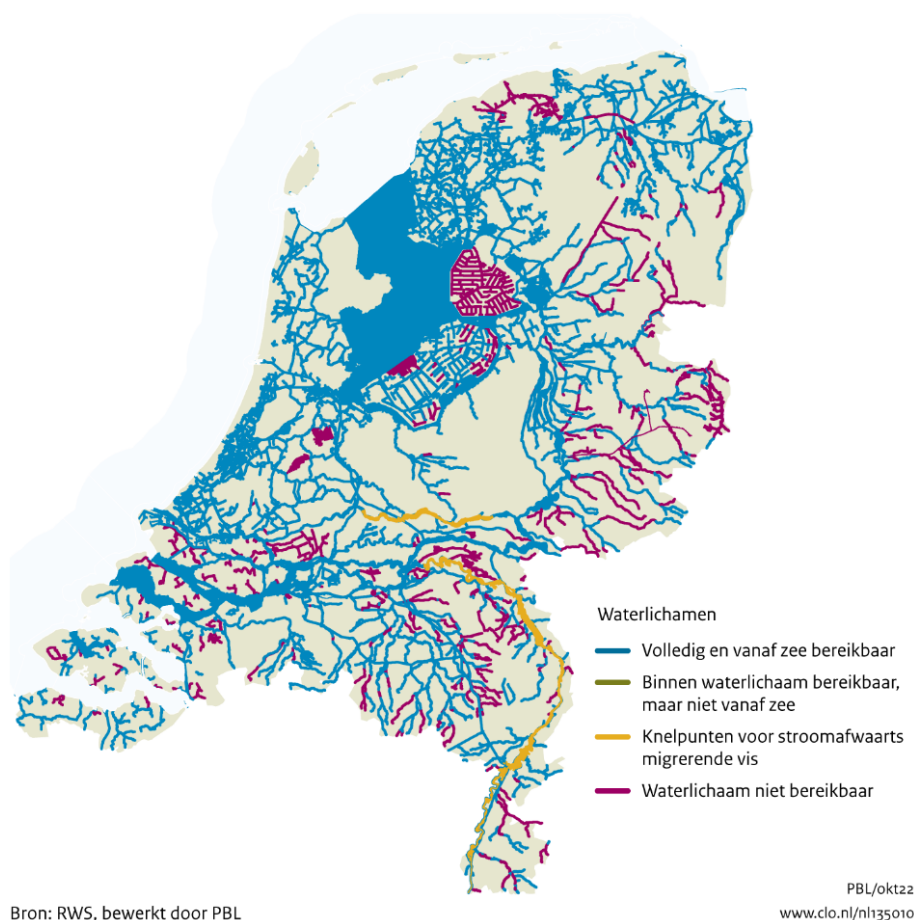 Waterlichamen
Volledig en vanaf zee bereikbaar
Binnen waterlichaam bereikbaar,
maar niet vanaf zee
Knelpunten voor stroomafwaarts
migrerende vis
Waterlichaam niet bereikbaar
PBL/okt22
Bron: RWS, bewerkt door PBL
www.clo.nl/nl135010